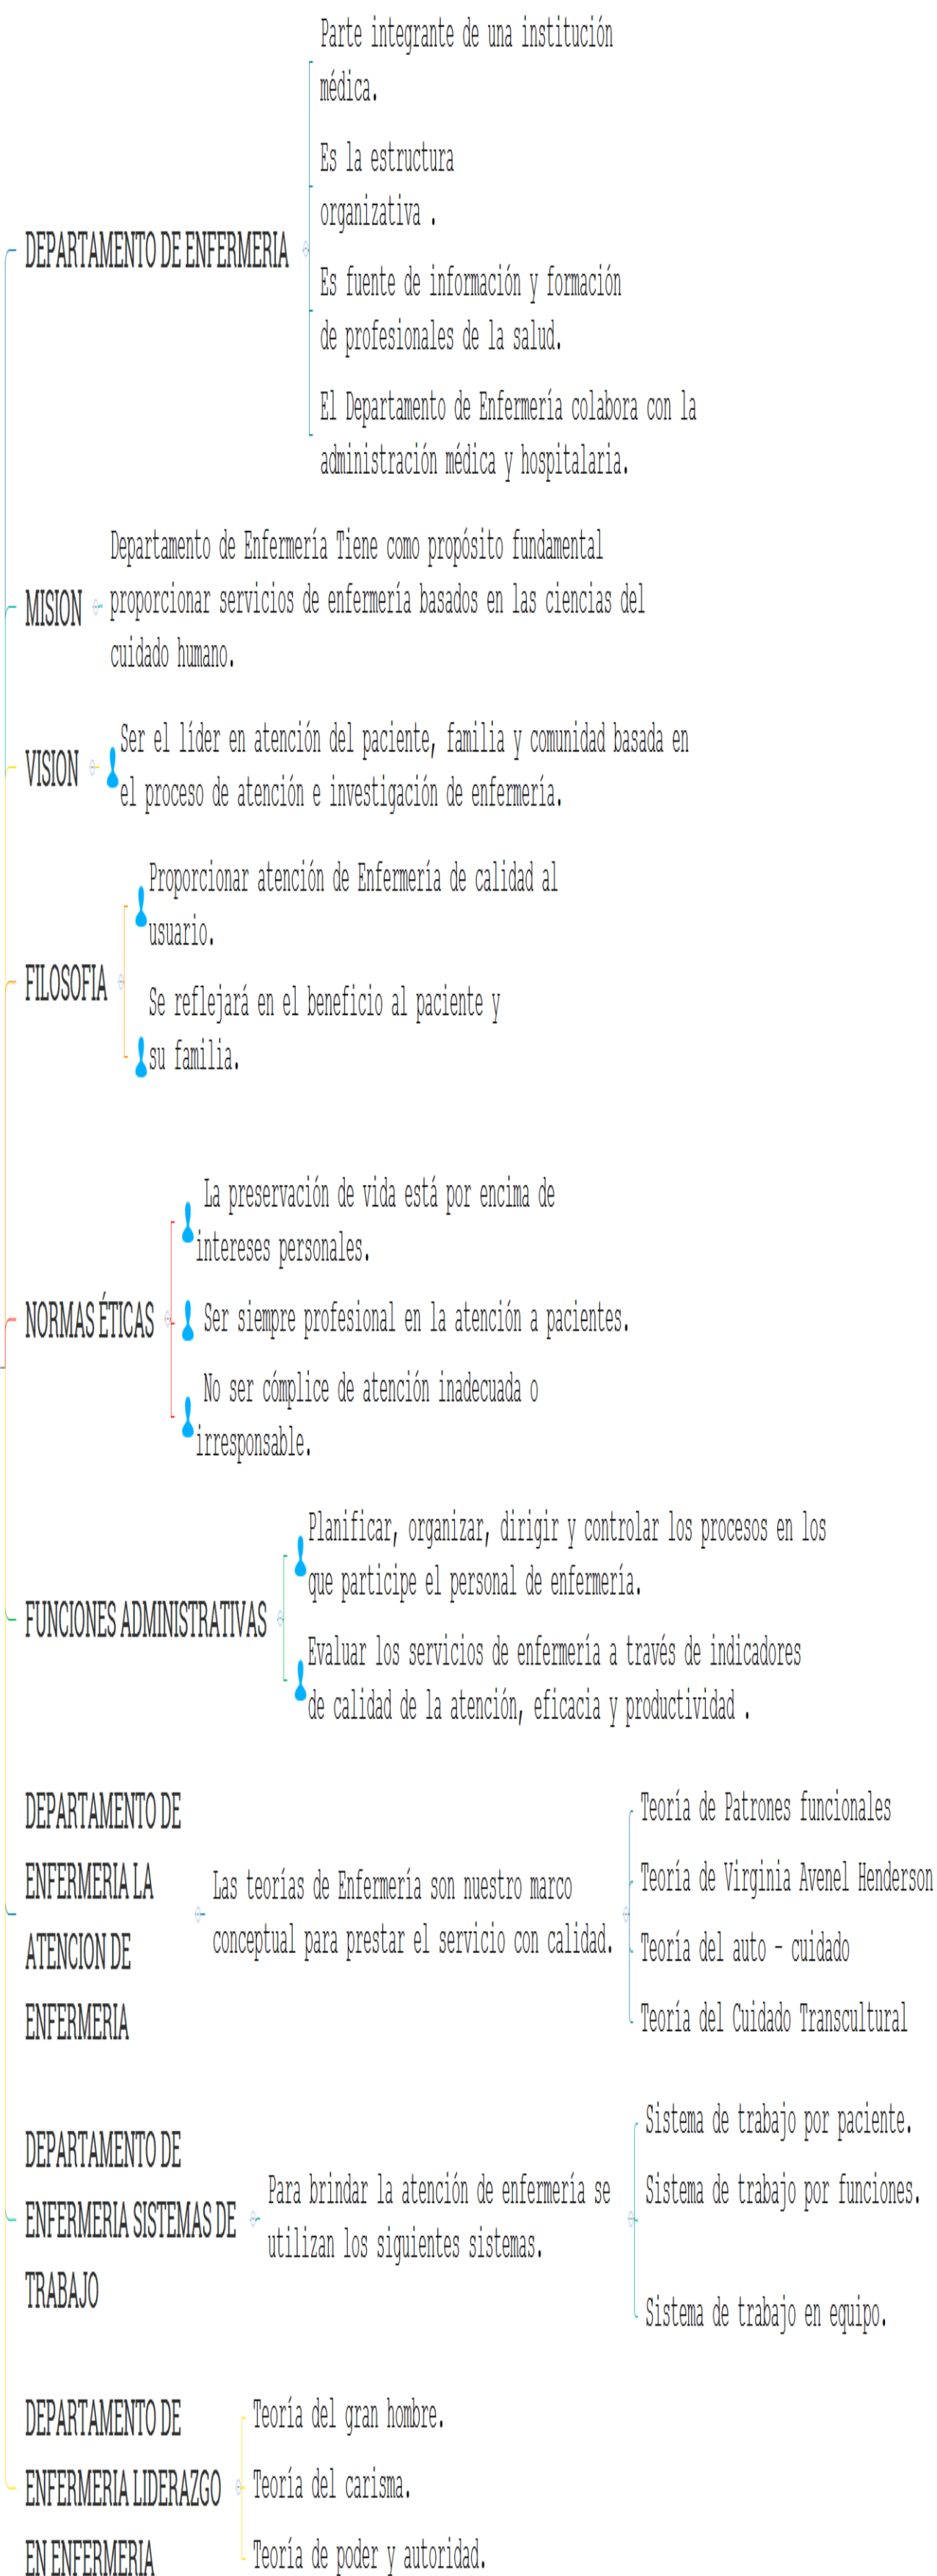 DEPARTAMENTO DE ENFERMERIA
Parte integrante de una institución
médica.
Es la estructura
organizativa .
Es fuente de información y formación
de profesionales de la salud.
El Departamento de Enfermería colabora con la
administración médica y hospitalaria.
MISION
Departamento de Enfermería Tiene como propósito fundamental
proporcionar servicios de enfermería basados en las ciencias del
cuidado humano.
VISION
Ser el líder en atención del paciente, familia y comunidad basada en
el proceso de atención e investigación de enfermería.
FILOSOFIA
Proporcionar atención de Enfermería de calidad al
usuario.
Se reflejará en el beneficio al paciente y
su familia.
NORMAS ÉTICAS
La preservación de vida está por encima de
intereses personales.
Ser siempre profesional en la atención a pacientes.
No ser cómplice de atención inadecuada o
irresponsable.
FUNCIONES ADMINISTRATIVAS
Planificar, organizar, dirigir y controlar los procesos en los
que participe el personal de enfermería.
Evaluar los servicios de enfermería a través de indicadores
de calidad de la atención, eficacia y productividad .
DEPARTAMENTO DE
ENFERMERIA LA
ATENCION DE
ENFERMERIA
Las teorías de Enfermería son nuestro marco
conceptual para prestar el servicio con calidad.
Teoría de Patrones funcionales
Teoría de Virginia Avenel Henderson
Teoría del auto – cuidado
Teoría del Cuidado Transcultural
DEPARTAMENTO DE
ENFERMERIA SISTEMAS DE
TRABAJO
Para brindar la atención de enfermería se
utilizan los siguientes sistemas.
Sistema de trabajo por paciente.
Sistema de trabajo por funciones.
Sistema de trabajo en equipo.
DEPARTAMENTO DE
ENFERMERIA LIDERAZGO
EN ENFERMERIA
Teoría del gran hombre.
Teoría del carisma.
Teoría de poder y autoridad.